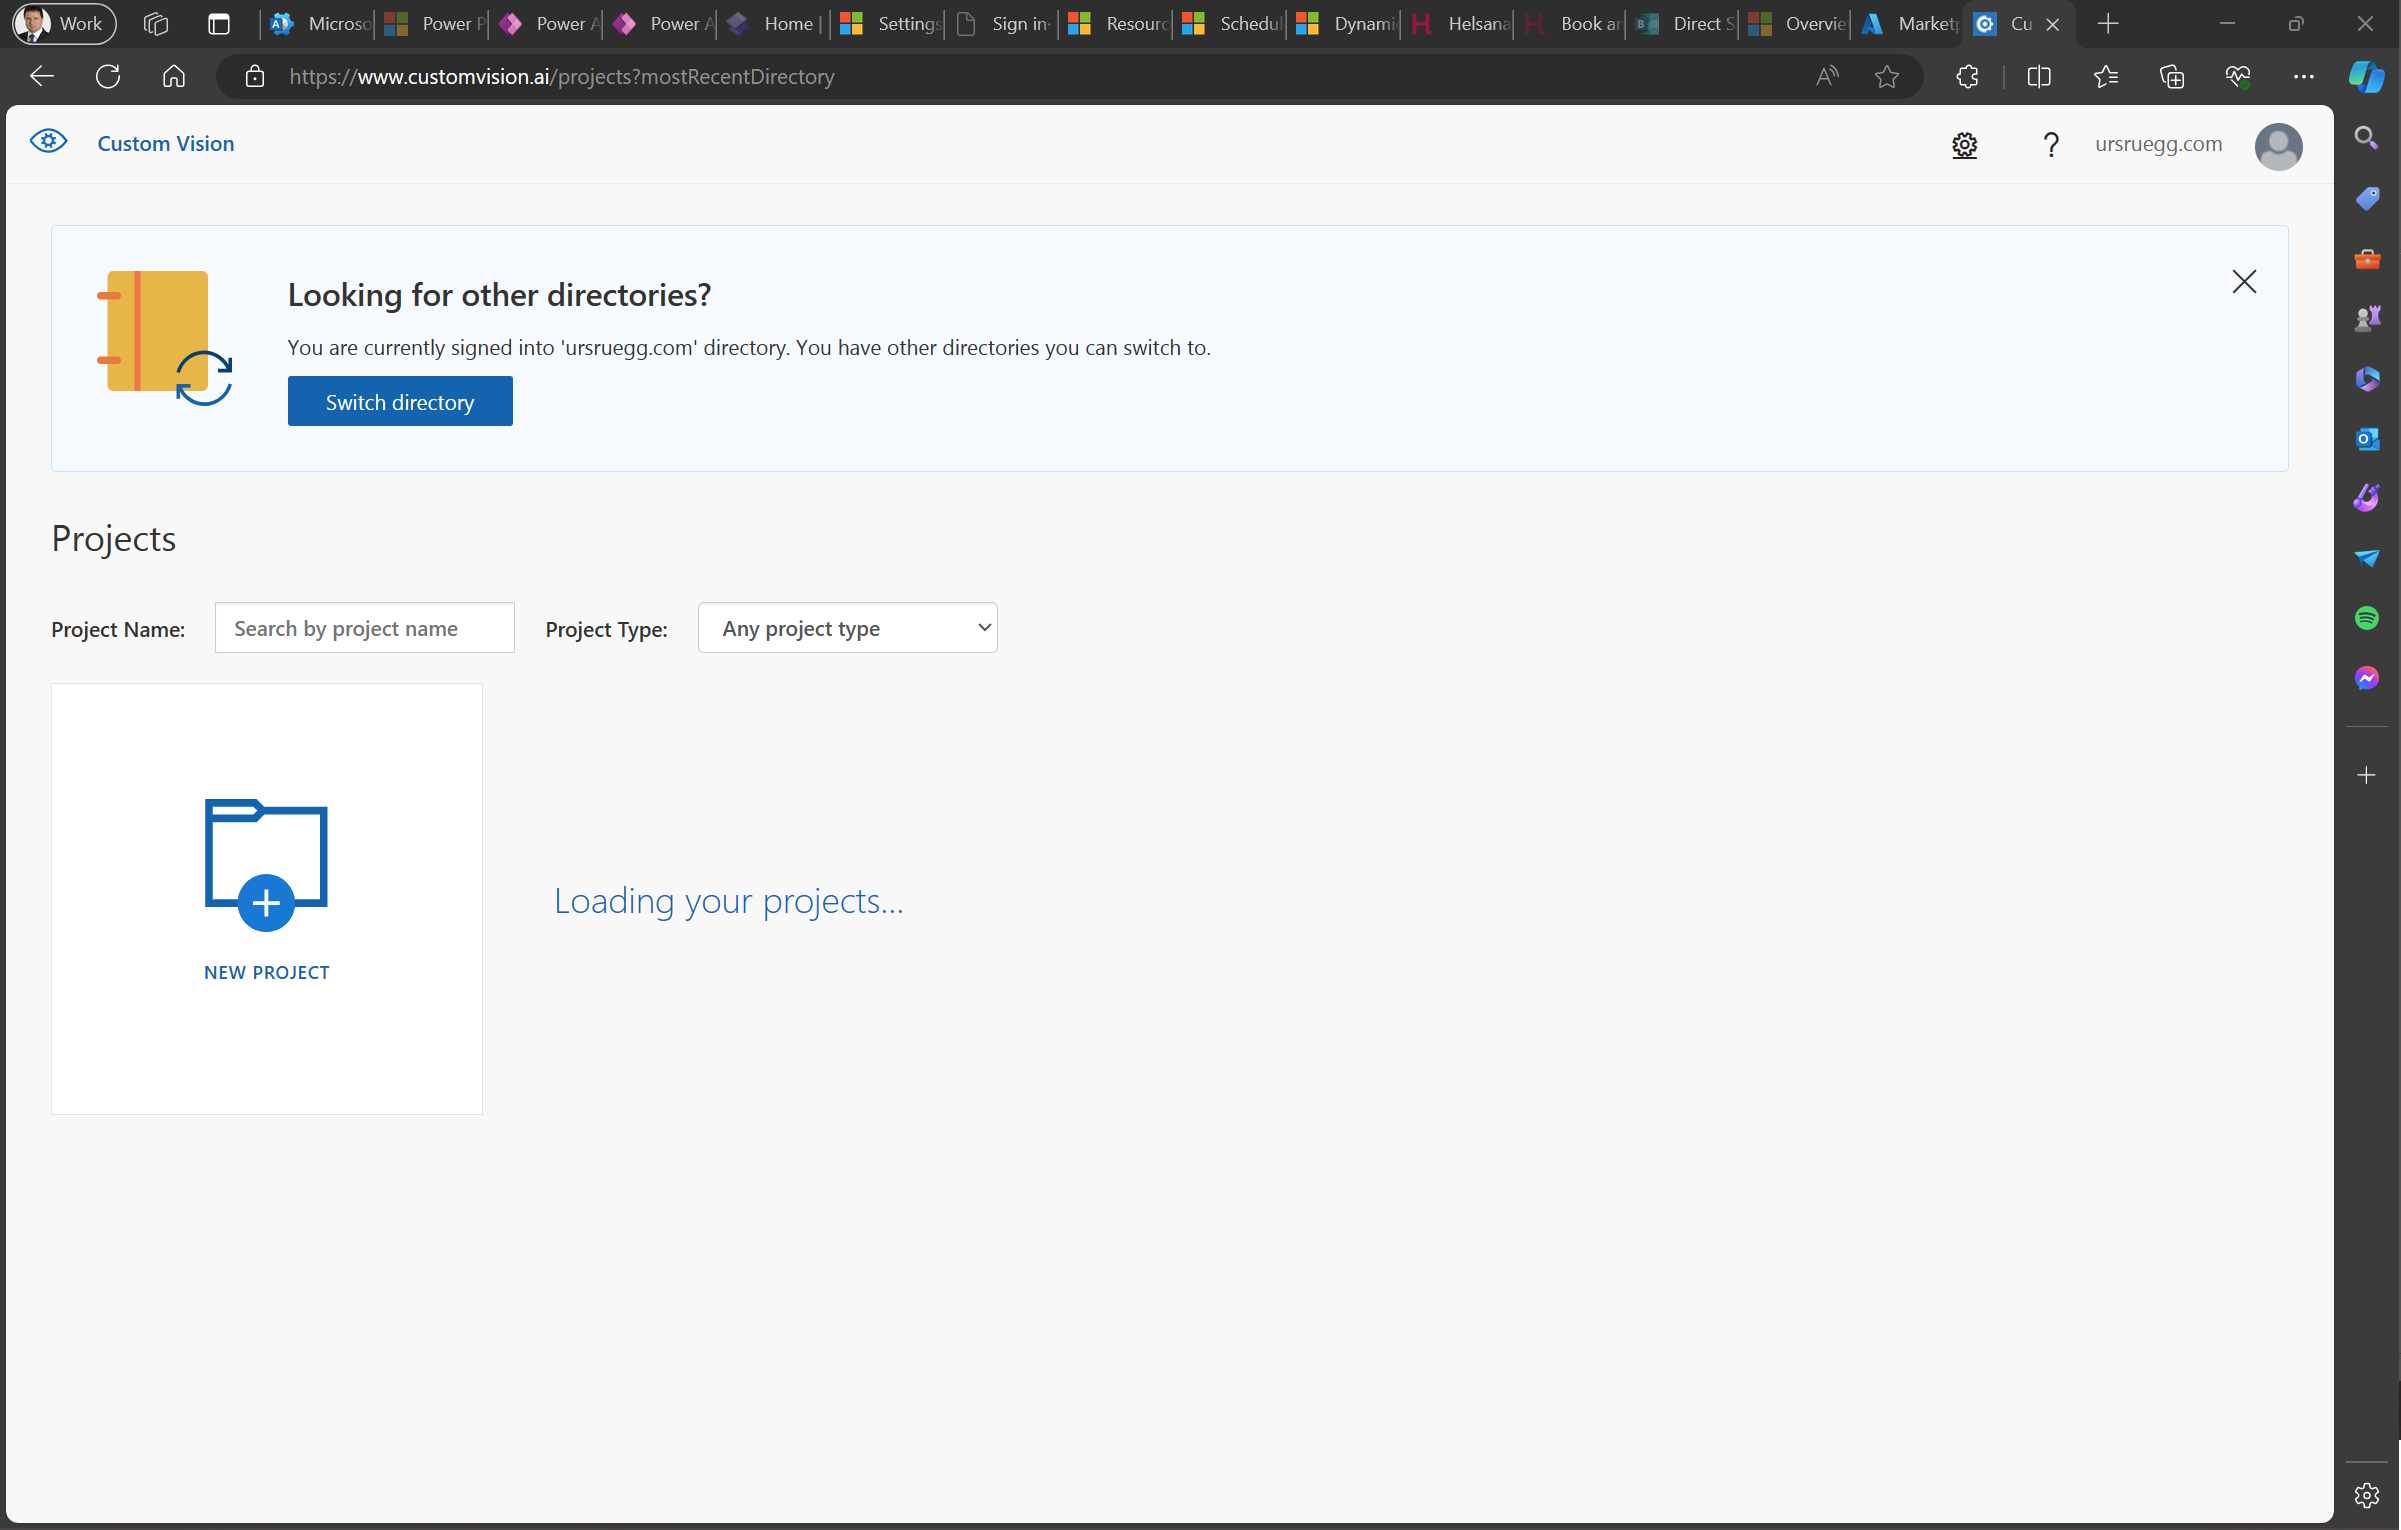 Work
Microso
Power P
Power A
Power A
Home |
Settings
Sign in
Resourc
Schedul
Dynami
Helsana
Book ar
Direct S
Overvie
Marketp
Cu
https://www.customvision.ai/projects?mostRecentDirectory
Custom Vision
?
ursruegg.com
Looking for other directories?
You are currently signed into 'ursruegg.com' directory. You have other directories you can switch to.
Switch directory
Projects
Project Name:
Search by project name
Project Type:
Any project type
NEW PROJECT
Loading your projects...